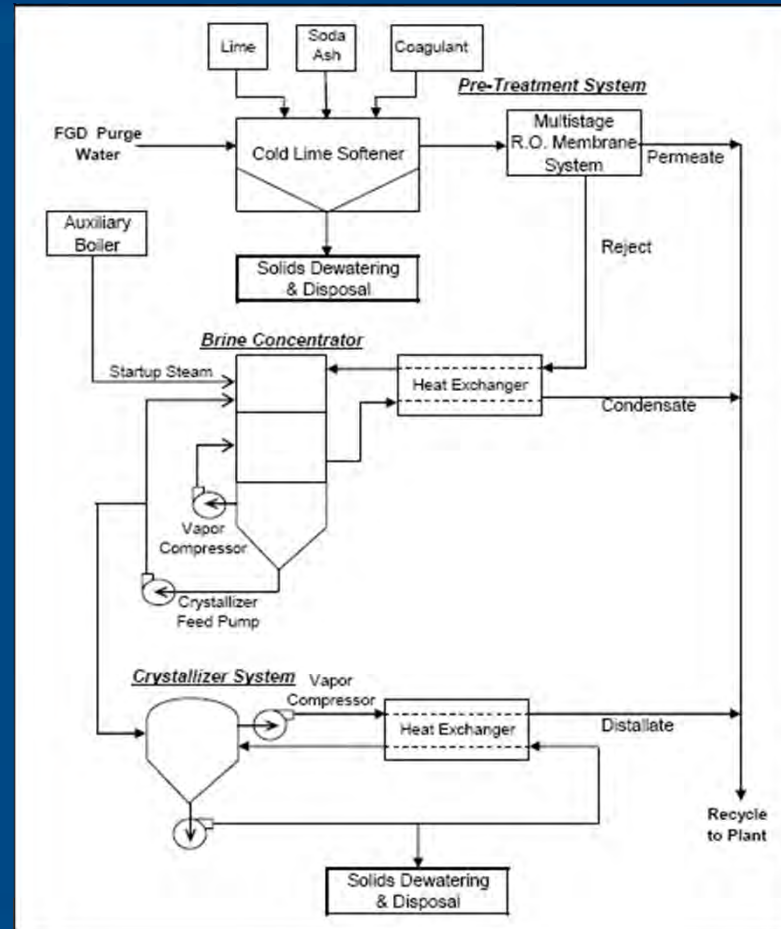 Lime
Soda
Ash
Coagulant
Pre-Treatment System
FGD Purge
Water
Cold Lime Softener
Multistage
R.O. Membrane
System
Permeate
Auxiliary
Boiler
Reject
Solids Dewatering
& Disposal
Brine Concentrator
Startup Steam
Heat Exchanger
Condensate
Vapor
Compressor
Crystallizer
Feed Pump
Crystallizer System
Vapor
Compressor
Heat Exchanger
Distallate
Recycle
to Plant
Solids Dewatering
& Disposal